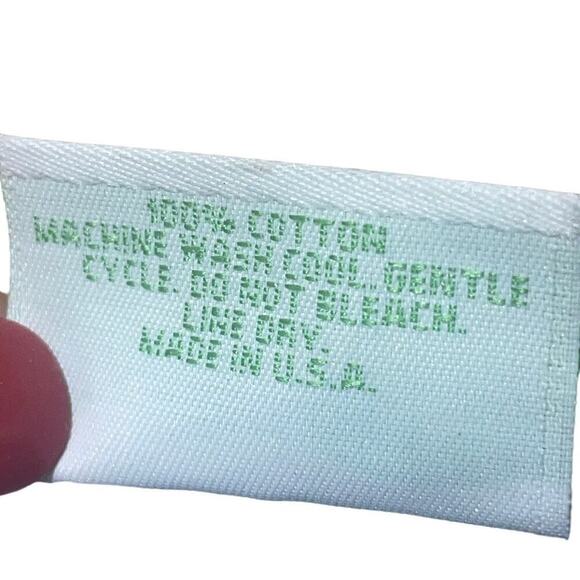 100% COTTON
MACHINE WASH COOL. GENTLE
CYCLE. DO NOT BLEACH.
LINE DRY.
MADE IN U.S.A.